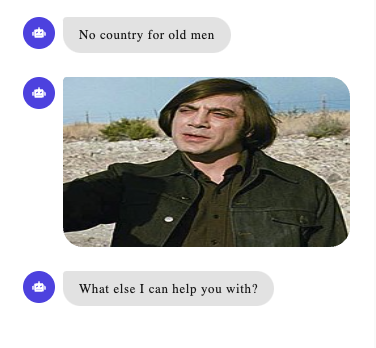 No country for old men
What else I can help you with?